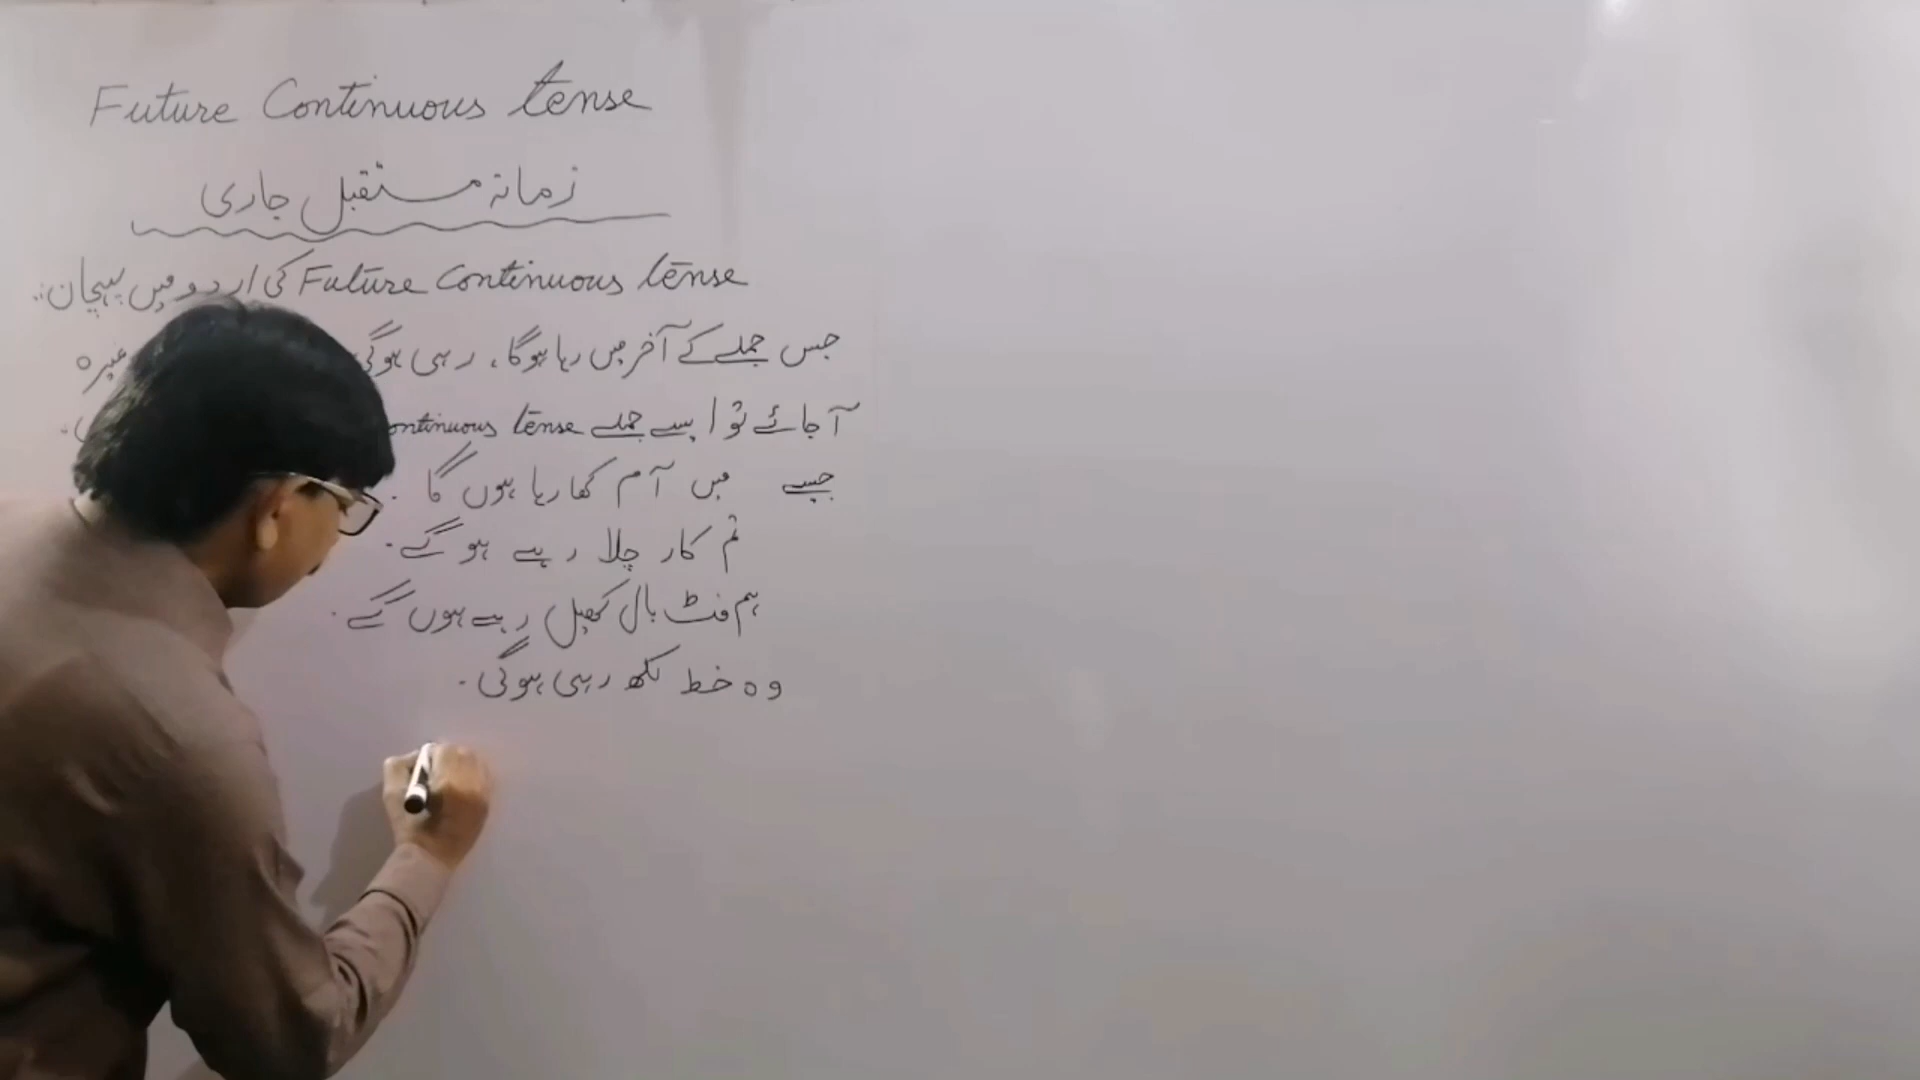 Future Continuous tense
زمانہ مستقبل جاری
Future Continuous tense کی اردو میں پہچان:
جس جملے کے آخر میں رہا ہوگا، رہی ہوگی وغیرہ
آ جائے تو ایسے جملے continuous tense
جیسے میں آم کھا رہا ہوں گا ۔
تم کار چلا رہے ہو گے ۔
ہم فٹ بال کھیل رہے ہوں گے ۔
وہ خط لکھ رہی ہوگی ۔